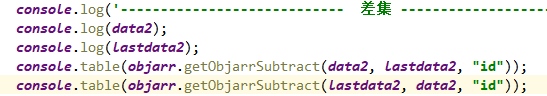 console.log('---------------------------- 差集 -------------------
console.log(data2);
console.log(lastdata2);
console.table(objarr.getObjarrSubtract(data2, lastdata2, "id"));
console.table(objarr.getObjarrSubtract(lastdata2, data2, "id"));